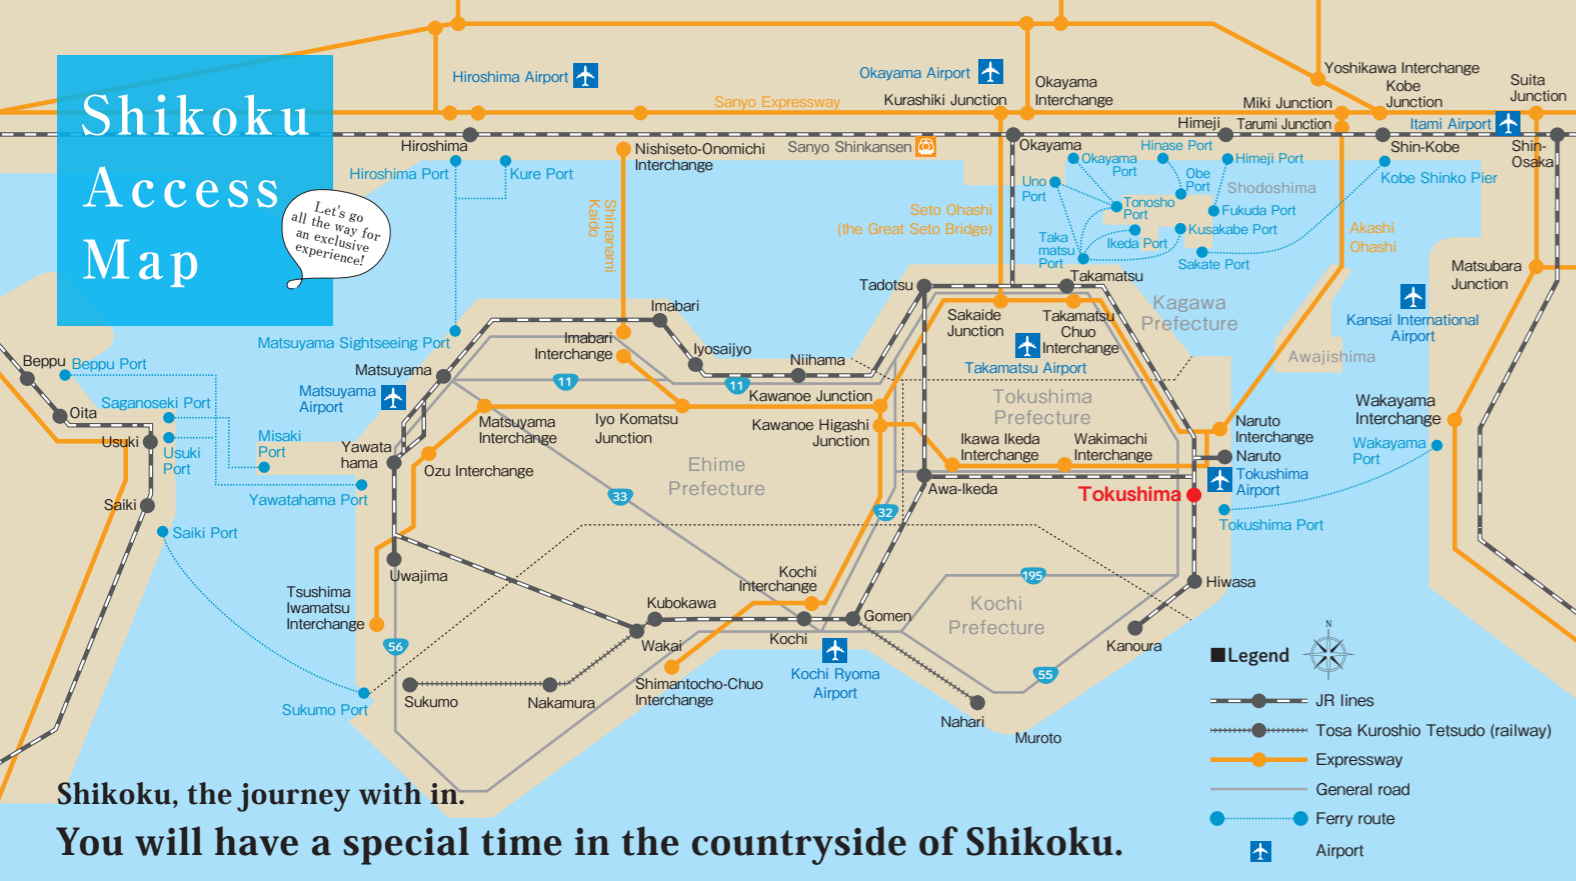 Shikoku
Access
Map
Let's go
all the way for
an exclusive
experience!
Hiroshima Airport
Okayama Airport
Okayama
Interchange
Yoshikawa Interchange
Kobe
Junction
Suita
Junction
Sanyo Expressway
Kurashiki Junction
Miki Junction
Himeji
Tarumi Junction
Itami Airport
Hiroshima
Nishiseto-Onomichi
Interchange
Sanyo Shinkansen
Okayama
Shin-Kobe
Shin-
Osaka
Hiroshima Port
Kure Port
Okayama
Port
Hinase Port
Himeji Port
Kobe Shinko Pier
Uno
Port
Obe
Port
Shodoshima
Shimanami
Kaido
Seto Ohashi
(the Great Seto Bridge)
Tonosho
Port
Fukuda Port
Kusakabe Port
Taka
matsu
Port
Ikeda Port
Sakate Port
Akashi
Ohashi
Matsubara
Junction
Tadotsu
Takamatsu
Kagawa
Prefecture
Kansai International
Airport
Imabari
Sakaide
Junction
Takamatsu
Chuo
Interchange
Matsuyama Sightseeing Port
Imabari
Interchange
Iyosaijyo
Niihama
Takamatsu Airport
Awajishima
Beppu
Beppu Port
Matsuyama
Matsuyama
Airport
11
11
Kawanoe Junction
Tokushima
Prefecture
Saganoseki Port
Oita
Matsuyama
Interchange
Iyo Komatsu
Junction
Kawanoe Higashi
Junction
Wakayama
Interchange
Usuki
Usuki
Port
Misaki
Port
Yawata
hama
Ozu Interchange
Ikawa Ikeda
Interchange
Wakimachi
Interchange
Naruto
Interchange
Naruto
Wakayama
Port
Ehime
Prefecture
Tokushima
Airport
Yawatahama Port
33
Awa-Ikeda
Tokushima
Saiki
32
Tokushima Port
Saiki Port
Uwajima
Kochi
Interchange
195
Hiwasa
Tsushima
Iwamatsu
Interchange
Kubokawa
Gomen
Kochi
Prefecture
56
Wakai
Kochi
Kanoura
Legend
N
Kochi Ryoma
Airport
55
Shimantocho-Chuo
Interchange
Sukumo
Nakamura
Sukumo Port
Nahari
Muroto
JR lines
Tosa Kuroshio Tetsudo (railway)
Expressway
General road
Ferry route
Airport
Shikoku, the journey with in.
You will have a special time in the countryside of Shikoku.